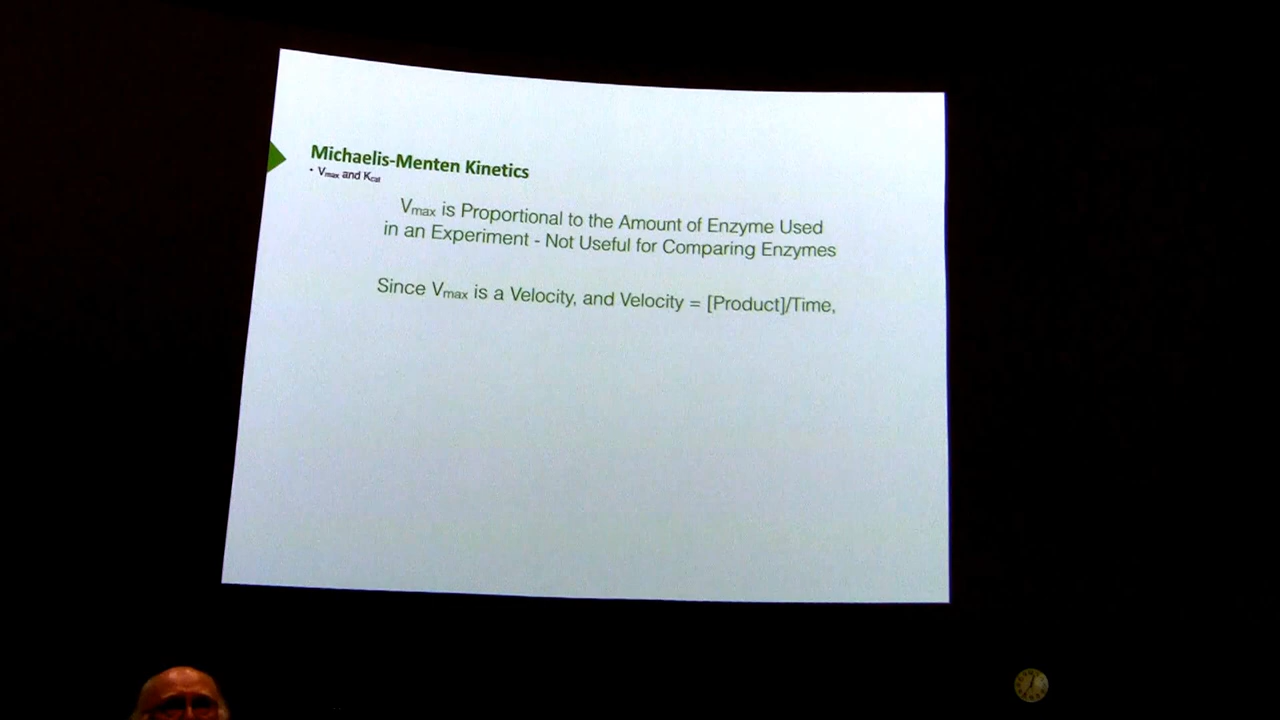 Michaelis-Menten Kinetics
· Vmax and Kcat
Vmax is Proportional to the Amount of Enzyme Used
in an Experiment - Not Useful for Comparing Enzymes
Since Vmax is a Velocity, and Velocity = [Product]/Time,